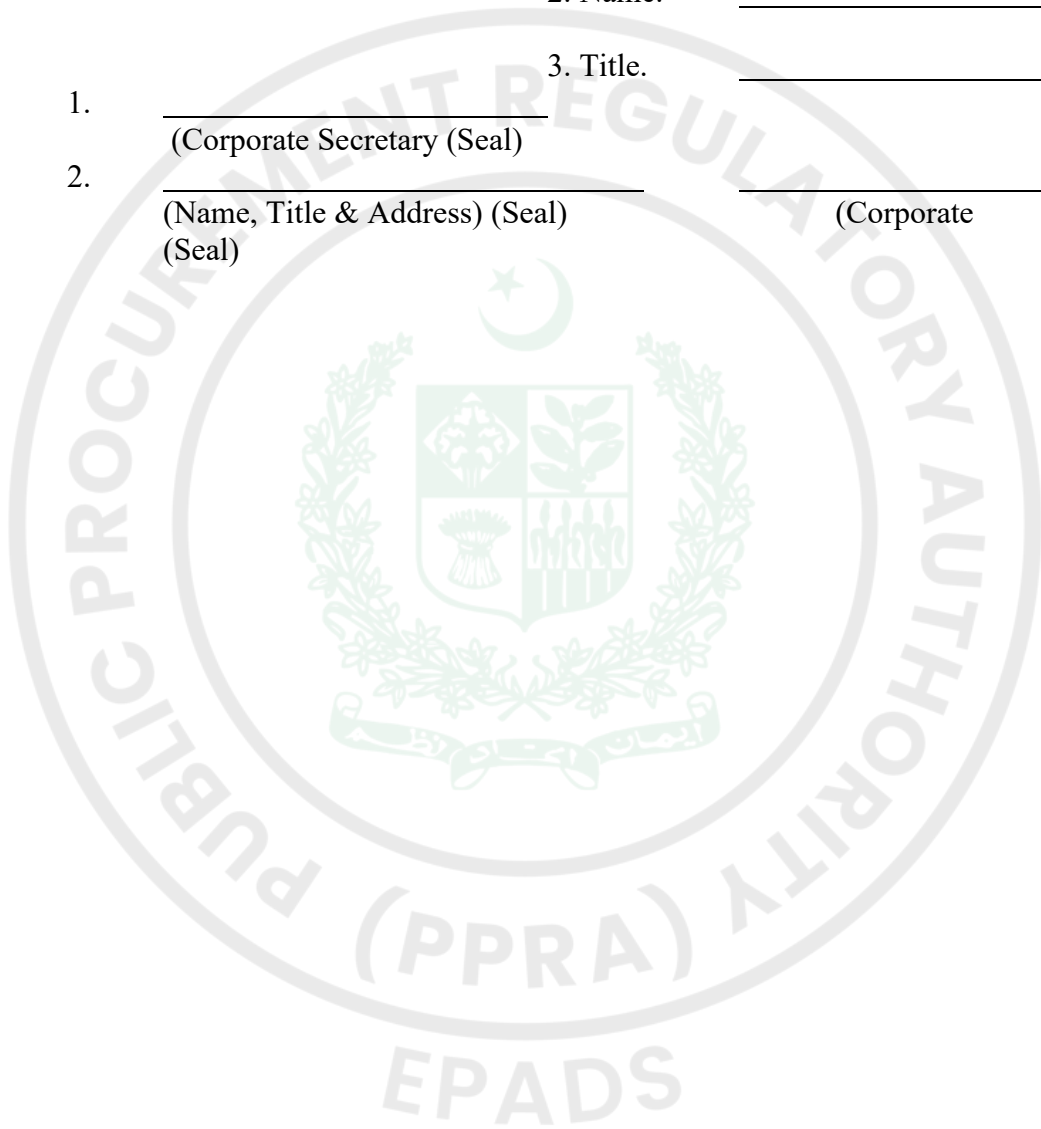 2. Name.
3. Title.
1.
(Corporate Secretary (Seal)
2.
(Name, Title & Address) (Seal) (Corporate
(Seal)
PUBLIC PROCUREMENT REGULATORY AUTHORITY
(PPRA)
EPADS